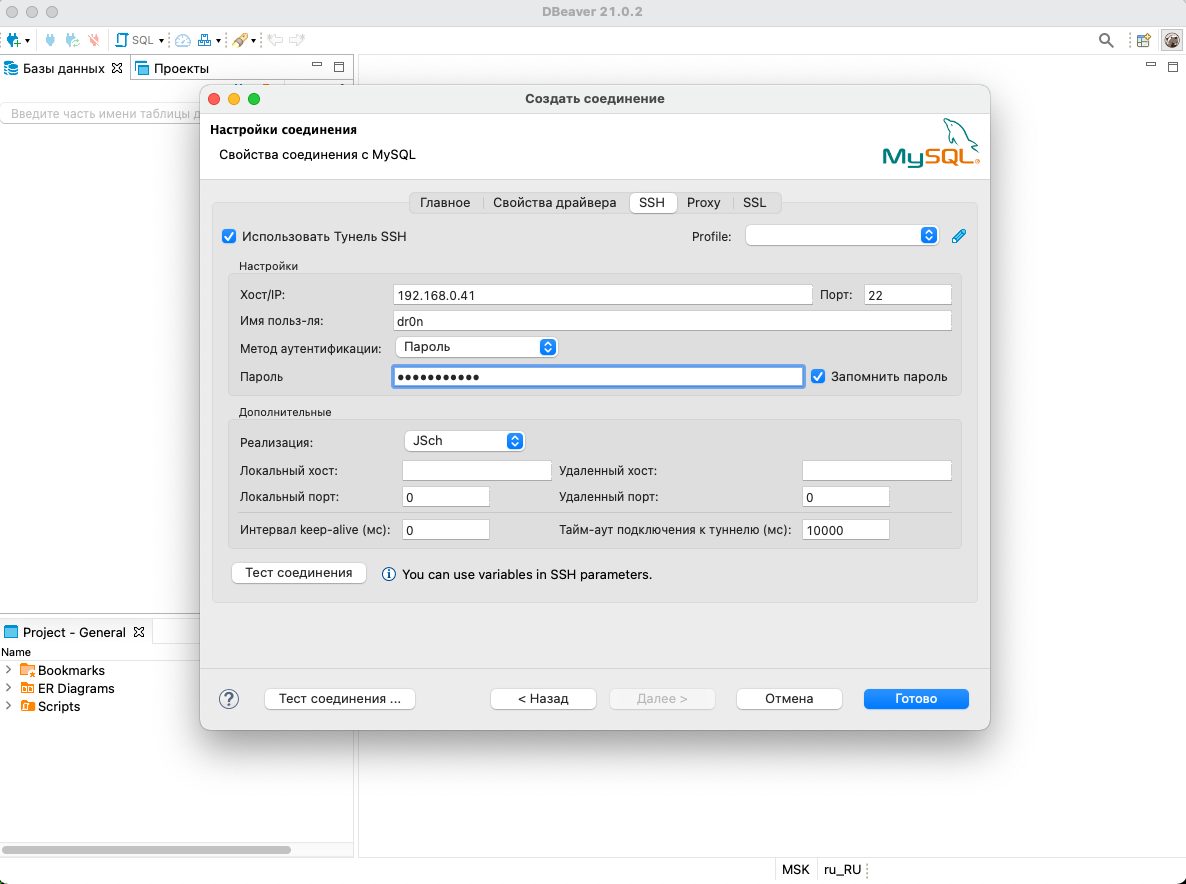 DBeaver 21.0.2
SQL
Базы данных
Проекты
Введите часть имени таблицы д
Создать соединение
Настройки соединения
Свойства соединения с MySQL
MySQL
Главное Свойства драйвера SSH Proxy SSL
Использовать Тунель SSH Profile:
Настройки
Хост/IP: 192.168.0.41 Порт: 22
Имя польз-ля: dr0n
Метод аутентификации: Пароль
Пароль ••••••••••• Запомнить пароль
Дополнительные
Реализация: JSch
Локальный хост: Удаленный хост:
Локальный порт: 0 Удаленный порт: 0
Интервал keep-alive (мс): 0 Тайм-аут подключения к туннелю (мс): 10000
Тест соединения You can use variables in SSH parameters.
Тест соединения ... < Назад Далее > Отмена Готово
Project - General
Name
Bookmarks
ER Diagrams
Scripts
MSK ru_RU